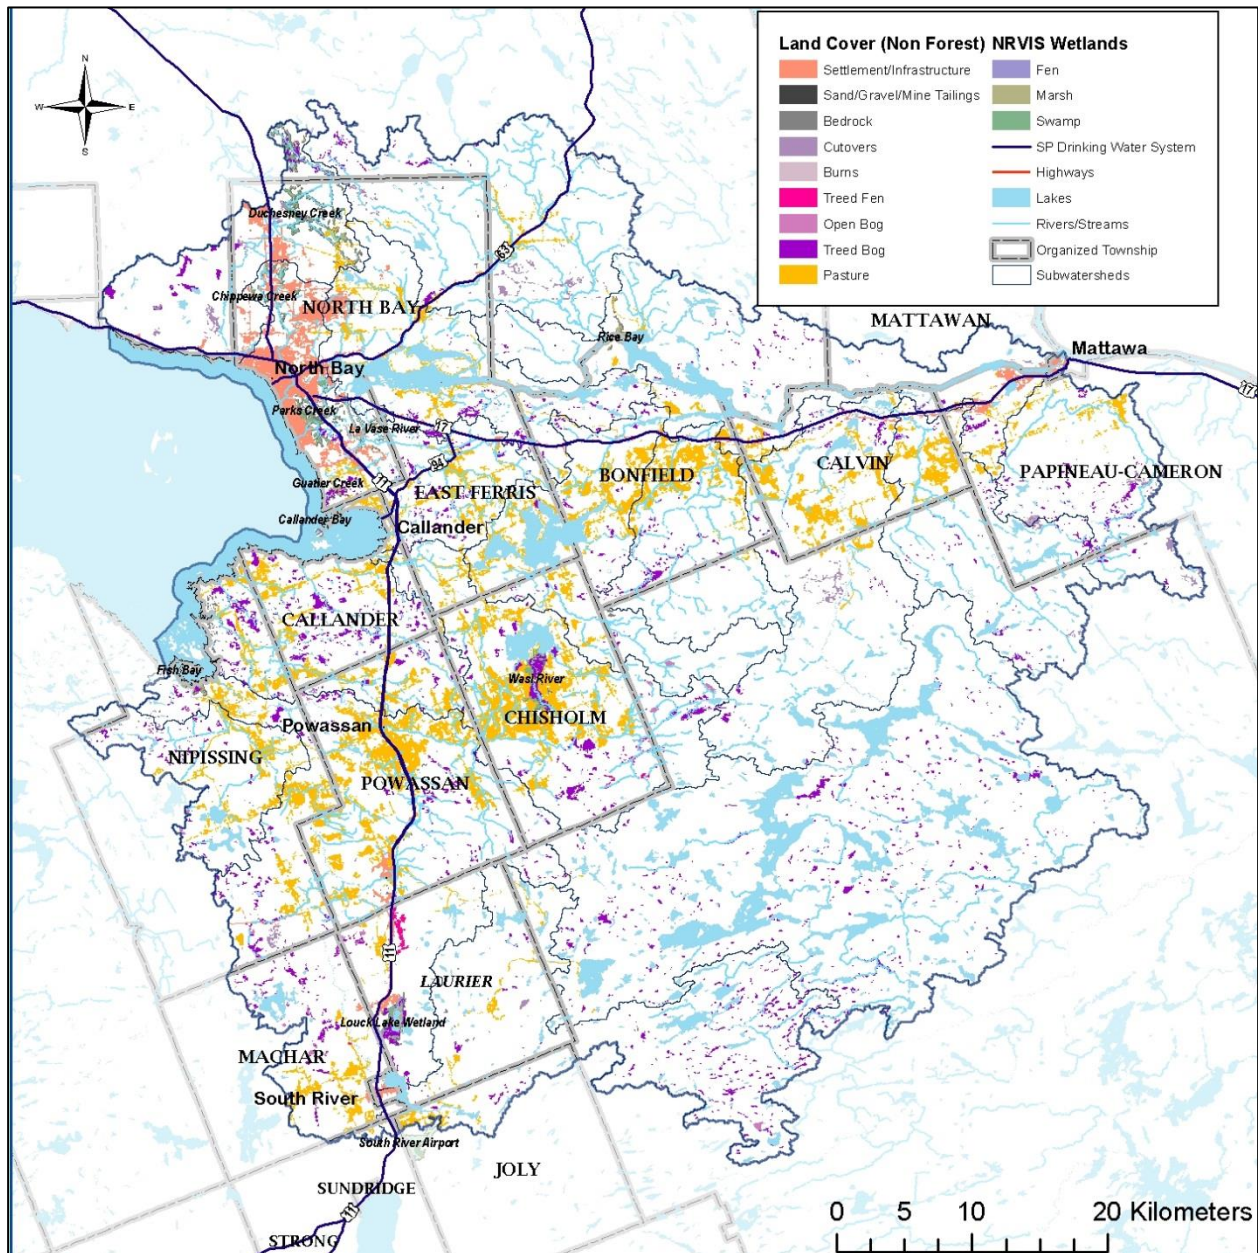 N
W E
S
Land Cover (Non Forest) NRVIS Wetlands
Settlement/Infrastructure Fen
Sand/Gravel/Mine Tailings Marsh
Bedrock Swamp
Cutovers SP Drinking Water System
Burns Highways
Treed Fen Lakes
Open Bog Rivers/Streams
Treed Bog Organized Township
Pasture Subwatersheds
Duchesney Creek
63
Chippewa Creek
NORTH BAY
MATTAWAN
Rice Bay
Mattawa
North Bay
17
Parks Creek
La Vase River
17
94
BONFIELD
CALVIN
PAPINEAU-CAMERON
Guatier Creek
11
EAST FERRIS
Callander Bay
Callander
CALLANDER
Fish Bay
Wasi River
Powassan
CHISHOLM
NIPISSING
POWASSAN
11
LAURIER
Louck Lake Wetland
MACHAR
South River
South River Airport
JOLY
SUNDRIDGE
11
STRONG
0 5 10 20 Kilometers